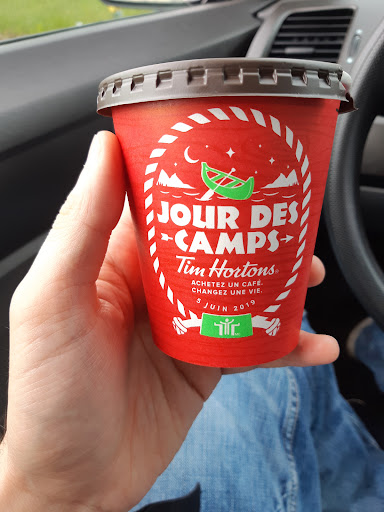 JOUR DES
CAMPS
Tim Hortons.
ACHETEZ UN CAFÉ.
CHANGEZ UNE VIE.
5 JUIN 2019